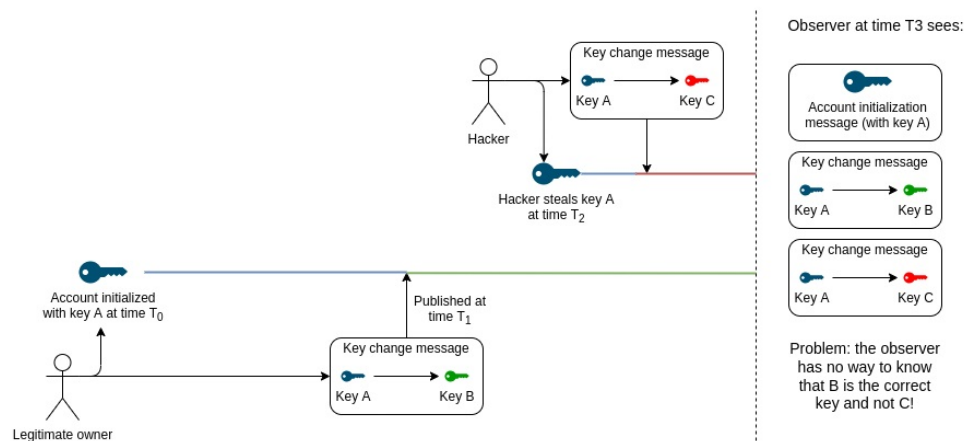 Observer at time T3 sees:
Key change message
Key A
Key C
Hacker
Hacker steals key A
at time T2
Account initialization
message (with key A)
Key change message
Key A
Key B
Key change message
Key A
Key C
Problem: the observer
has no way to know
that B is the correct
key and not C!
Account initialized
with key A at time T0
Published at
time T1
Key change message
Key A
Key B
Legitimate owner